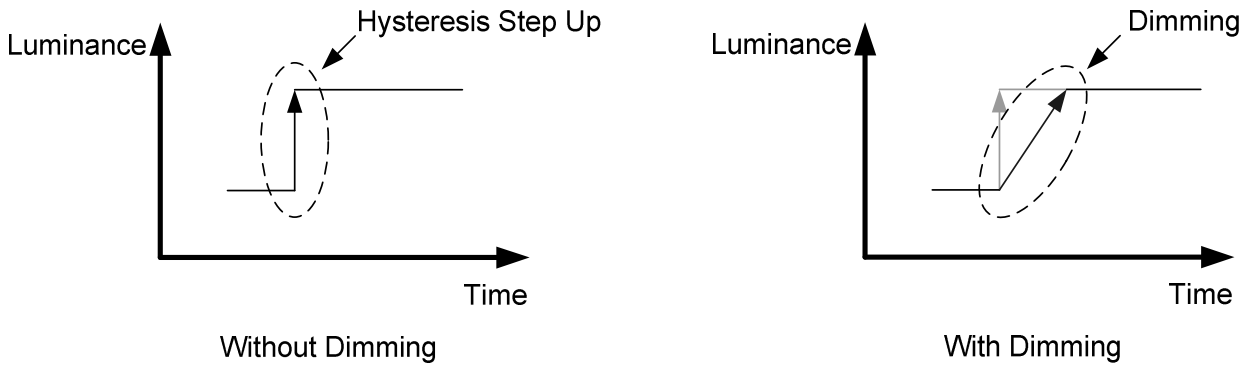 Hysteresis Step Up
Luminance
Time
Without Dimming
Dimming
Luminance
Time
With Dimming